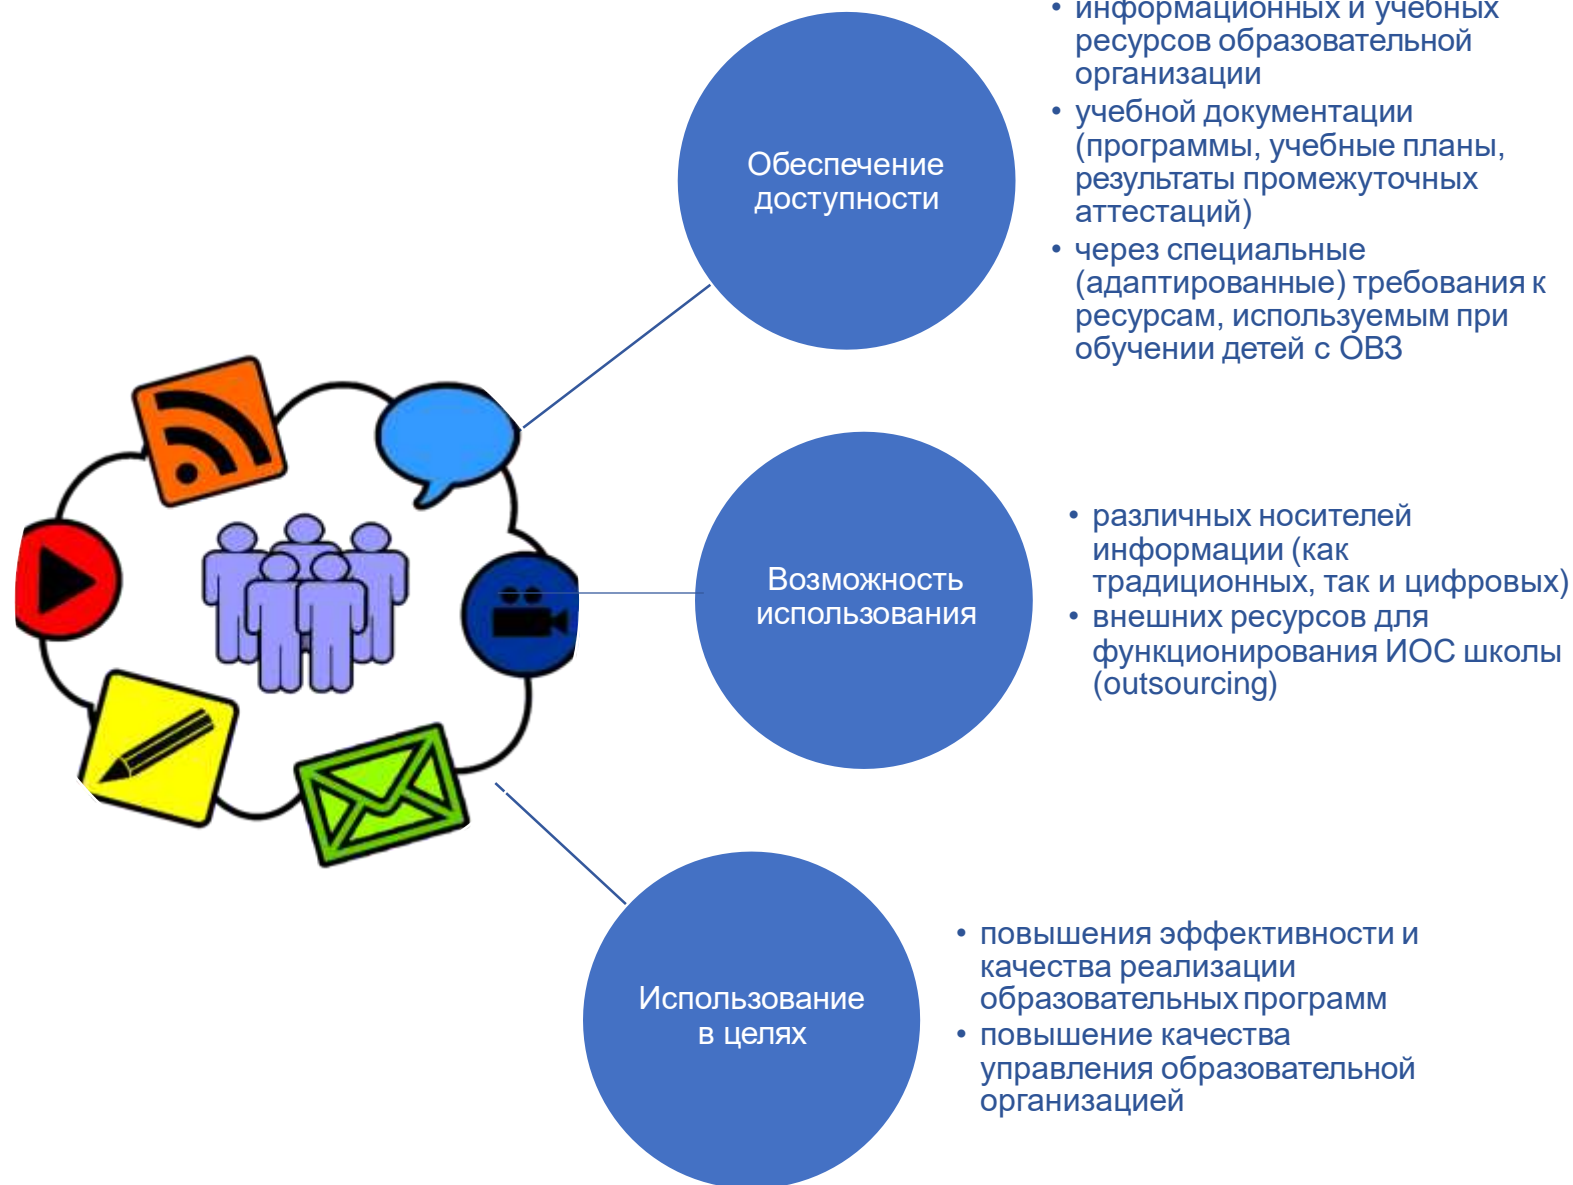 Обеспечение
доступности
• информационных и учебных
ресурсов образовательной
организации
• учебной документации
(программы, учебные планы,
результаты промежуточных
аттестаций)
• через специальные
(адаптированные) требования к
ресурсам, используемым при
обучении детей с ОВЗ
Возможность
использования
• различных носителей
информации (как
традиционных, так и цифровых)
• внешних ресурсов для
функционирования ИОС школы
(outsourcing)
Использование
в целях
• повышения эффективности и
качества реализации
образовательных программ
• повышение качества
управления образовательной
организацией